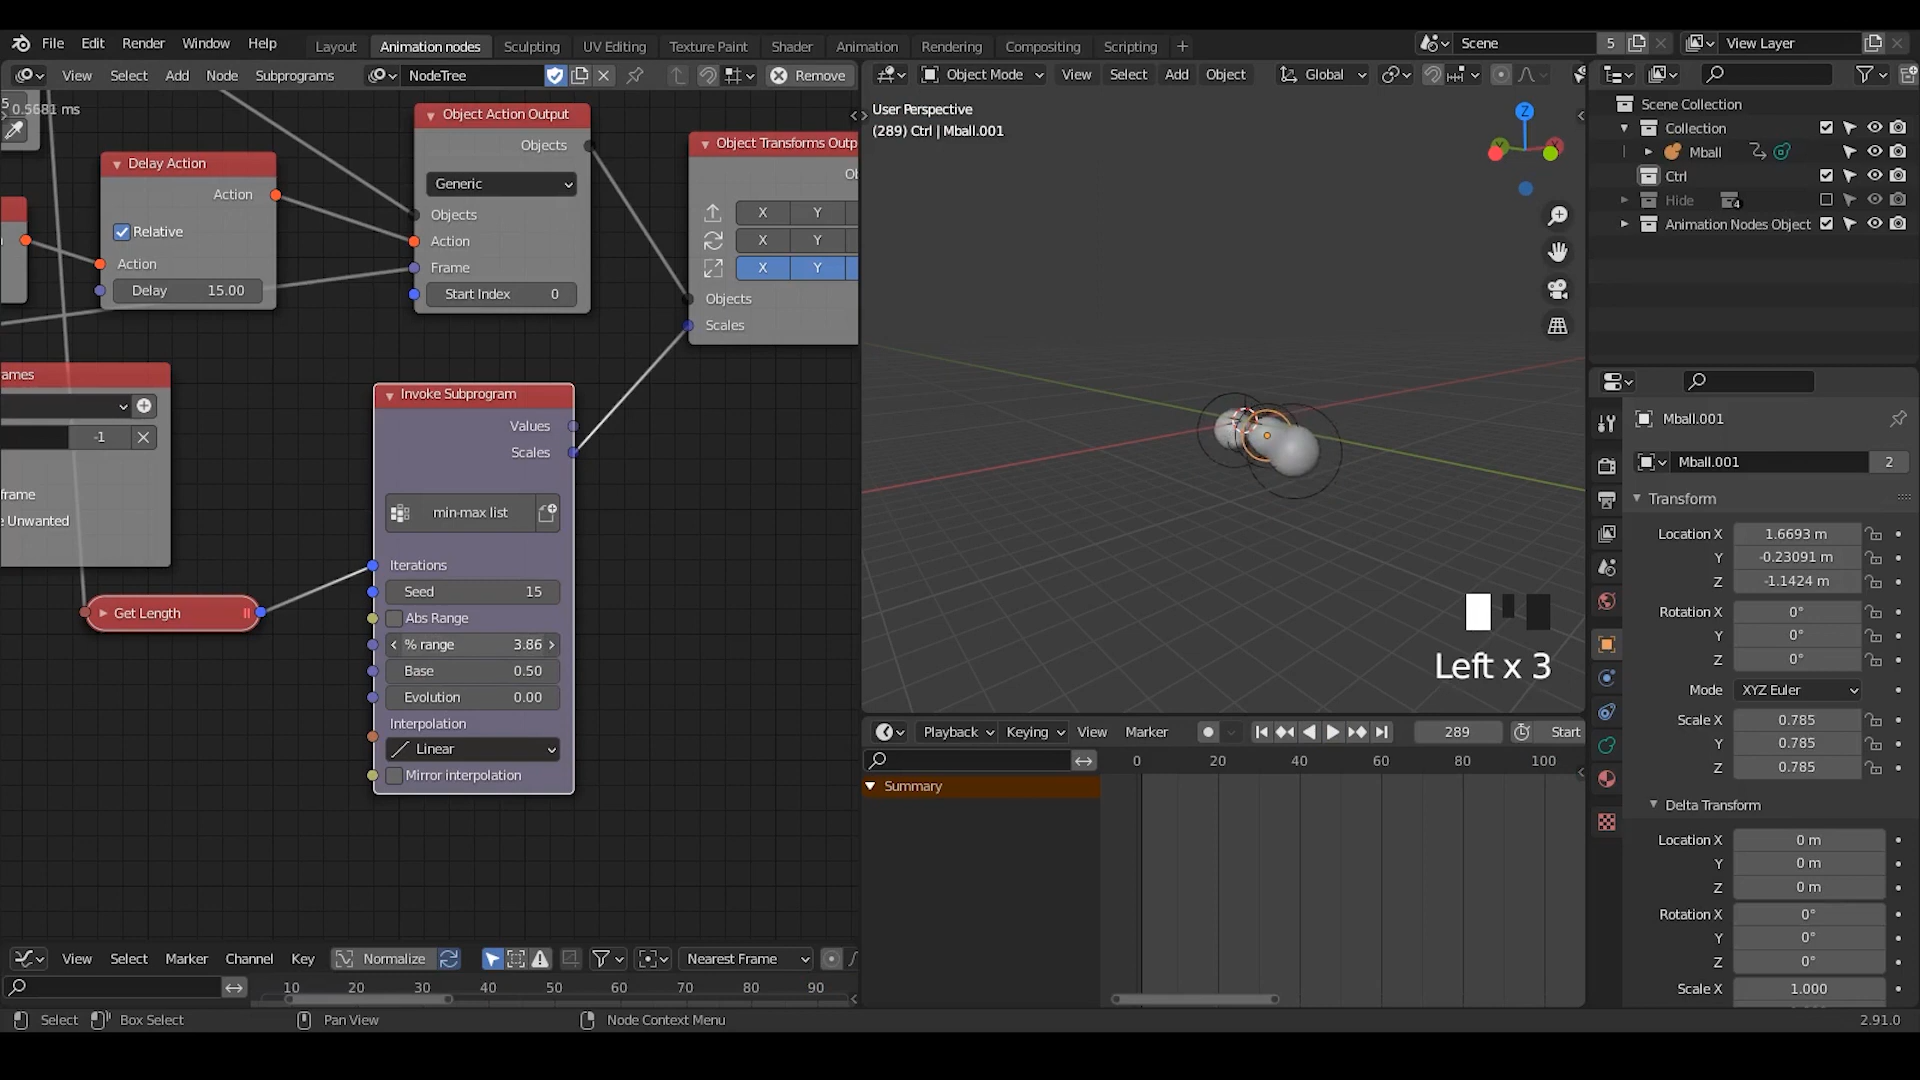 File Edit Render Window Help
Layout Animation nodes Sculpting UV Editing Texture Paint Shader Animation Rendering Compositing Scripting
Scene 5 View Layer
View Select Add Node Subprograms NodeTree Remove
Object Mode View Select Add Object Global
0.5681 ms
Object Action Output
Objects
Generic
Objects
Action
Frame
Start Index 0
Delay Action
Action
Relative
Action
Delay 15.00
Object Transforms Outp
X Y
X Y
X Y
Objects
Scales
ames
-1
frame
e Unwanted
Get Length
Invoke Subprogram
Values
Scales
min-max list
Iterations
Seed 15
Abs Range
% range 3.86
Base 0.50
Evolution 0.00
Interpolation
Linear
Mirror interpolation
User Perspective
(289) Ctrl | Mball.001
Z
Left x 3
Playback Keying View Marker 289 Start
0 20 40 60 80 100
Summary
View Select Marker Channel Key Normalize Nearest Frame
10 20 30 40 50 60 70 80 90
Select Box Select Pan View Node Context Menu 2.91.0
Scene Collection
Collection
Mball
Ctrl
Hide 4
Animation Nodes Object
Mball.001
Mball.001 2
Transform
Location X 1.6693 m
Y -0.23091 m
Z -1.1424 m
Rotation X 0°
Y 0°
Z 0°
Mode XYZ Euler
Scale X 0.785
Y 0.785
Z 0.785
Delta Transform
Location X 0 m
Y 0 m
Z 0 m
Rotation X 0°
Y 0°
Z 0°
Scale X 1.000